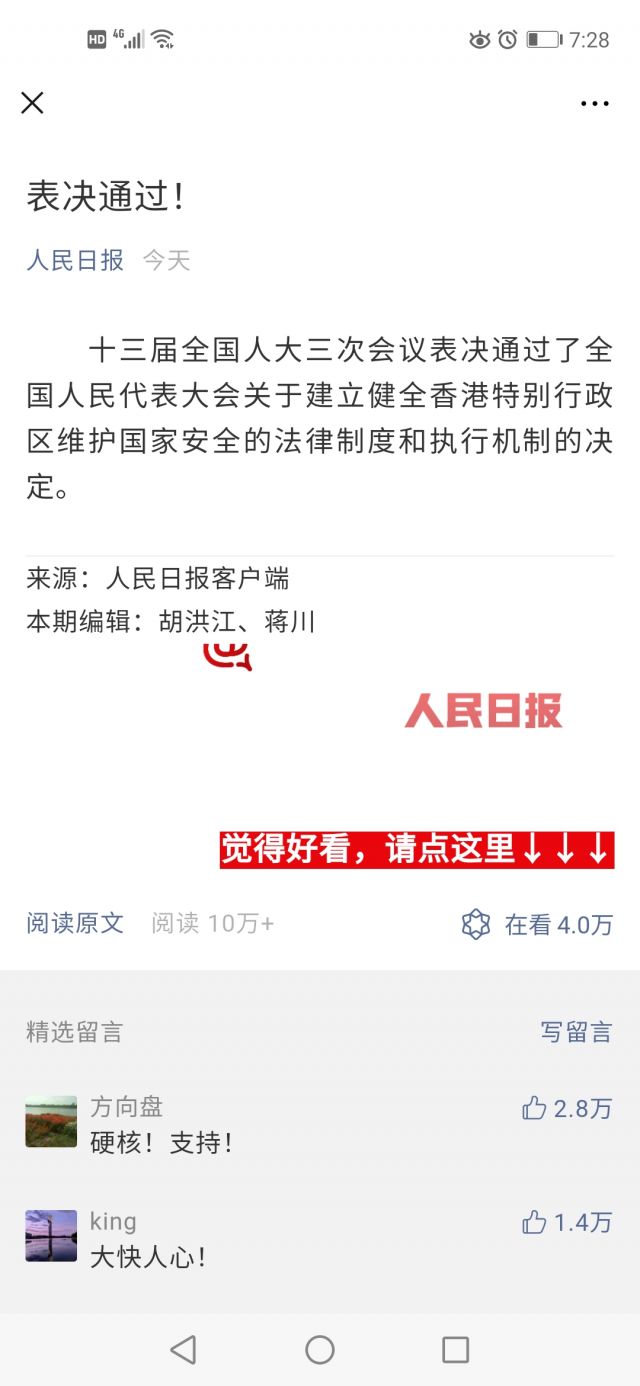 HD 4G 7:28
表决通过！
人民日报 今天
十三届全国人大三次会议表决通过了全
国人民代表大会关于建立健全香港特别行政
区维护国家安全的法律制度和执行机制的决
定。
来源：人民日报客户端
本期编辑：胡洪江、蒋川
人民日报
觉得好看，请点这里↓↓↓
阅读原文 阅读 10万+ 在看 4.0万
精选留言 写留言
方向盘 2.8万
硬核！支持！
king 1.4万
大快人心！